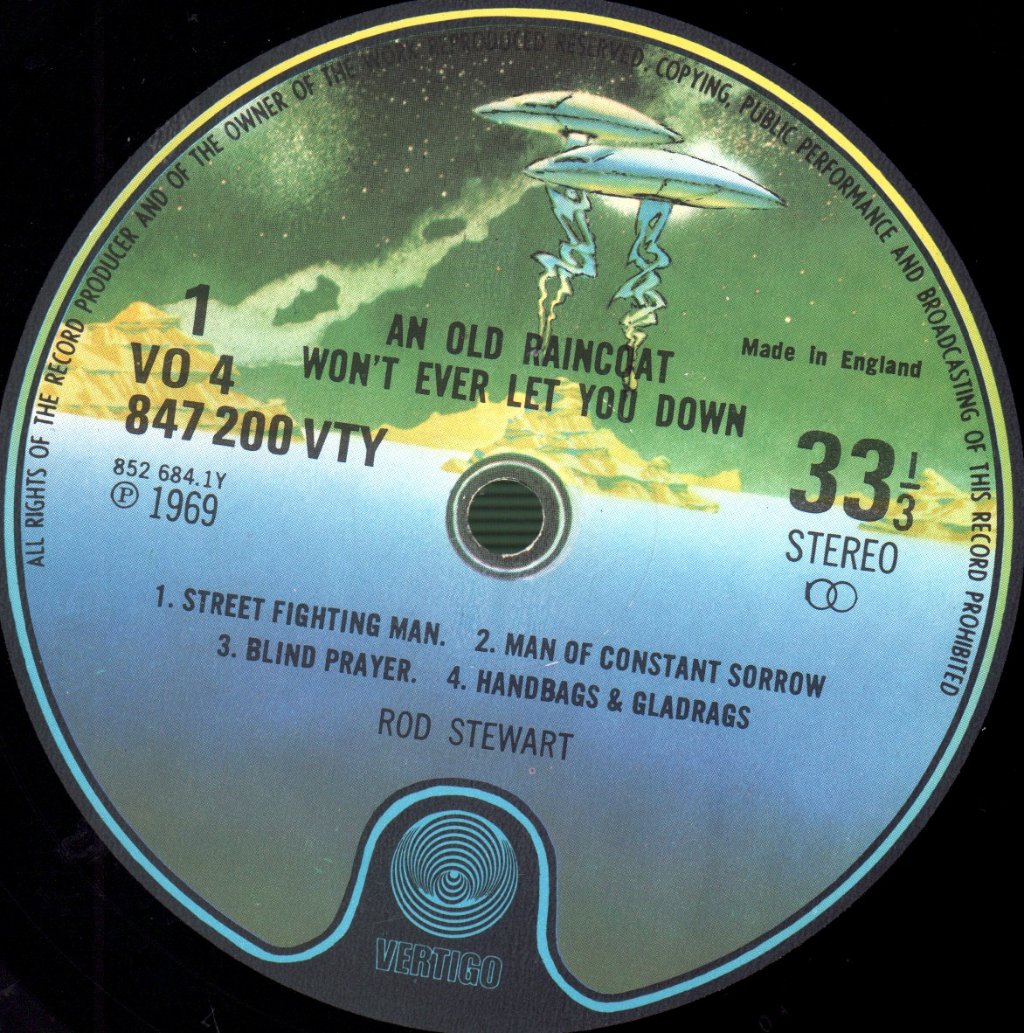 ALL RIGHTS OF THE RECORD PRODUCER AND OF THE OWNER OF THE WORK REPRODUCED RESERVED. COPYING, PUBLIC PERFORMANCE AND BROADCASTING OF THIS RECORD PROHIBITED
1
VO 4
847 200 VTY
852 684.1Y
Ⓟ 1969
AN OLD RAINCOAT
WON'T EVER LET YOU DOWN
Made in England
33⅓
STEREO
1. STREET FIGHTING MAN. 2. MAN OF CONSTANT SORROW
3. BLIND PRAYER. 4. HANDBAGS & GLADRAGS
ROD STEWART
VERTIGO